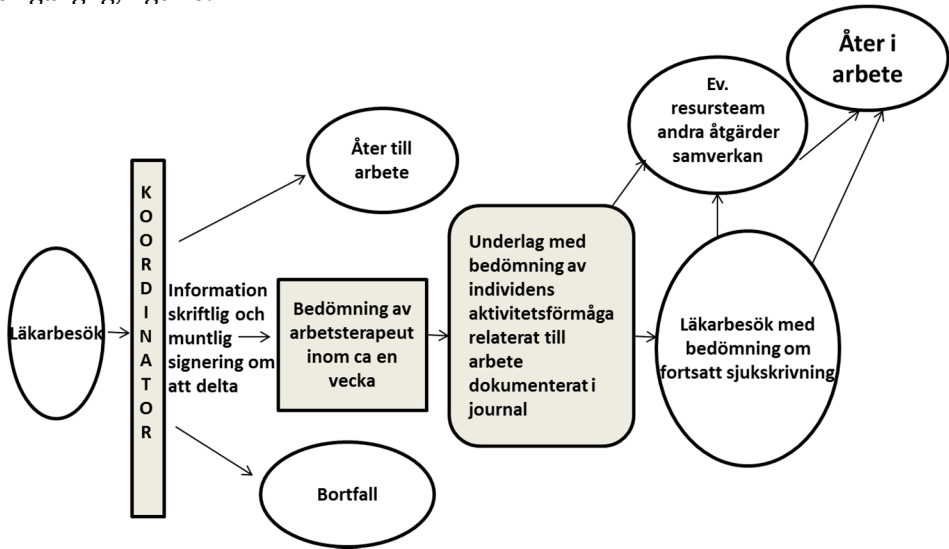 Läkarbesök
K
O
O
R
D
I
N
A
T
O
R
Åter till
arbete
Information
skriftlig och
muntlig
signering om
att delta
Bortfall
Bedömning av
arbetsterapeut
inom ca en
vecka
Underlag med
bedömning av
individens
aktivitetsförmåga
relaterat till
arbete
dokumenterat i
journal
Ev.
resursteam
andra åtgärder
samverkan
Läkarbesök med
bedömning om
fortsatt sjukskrivning
Åter i
arbete